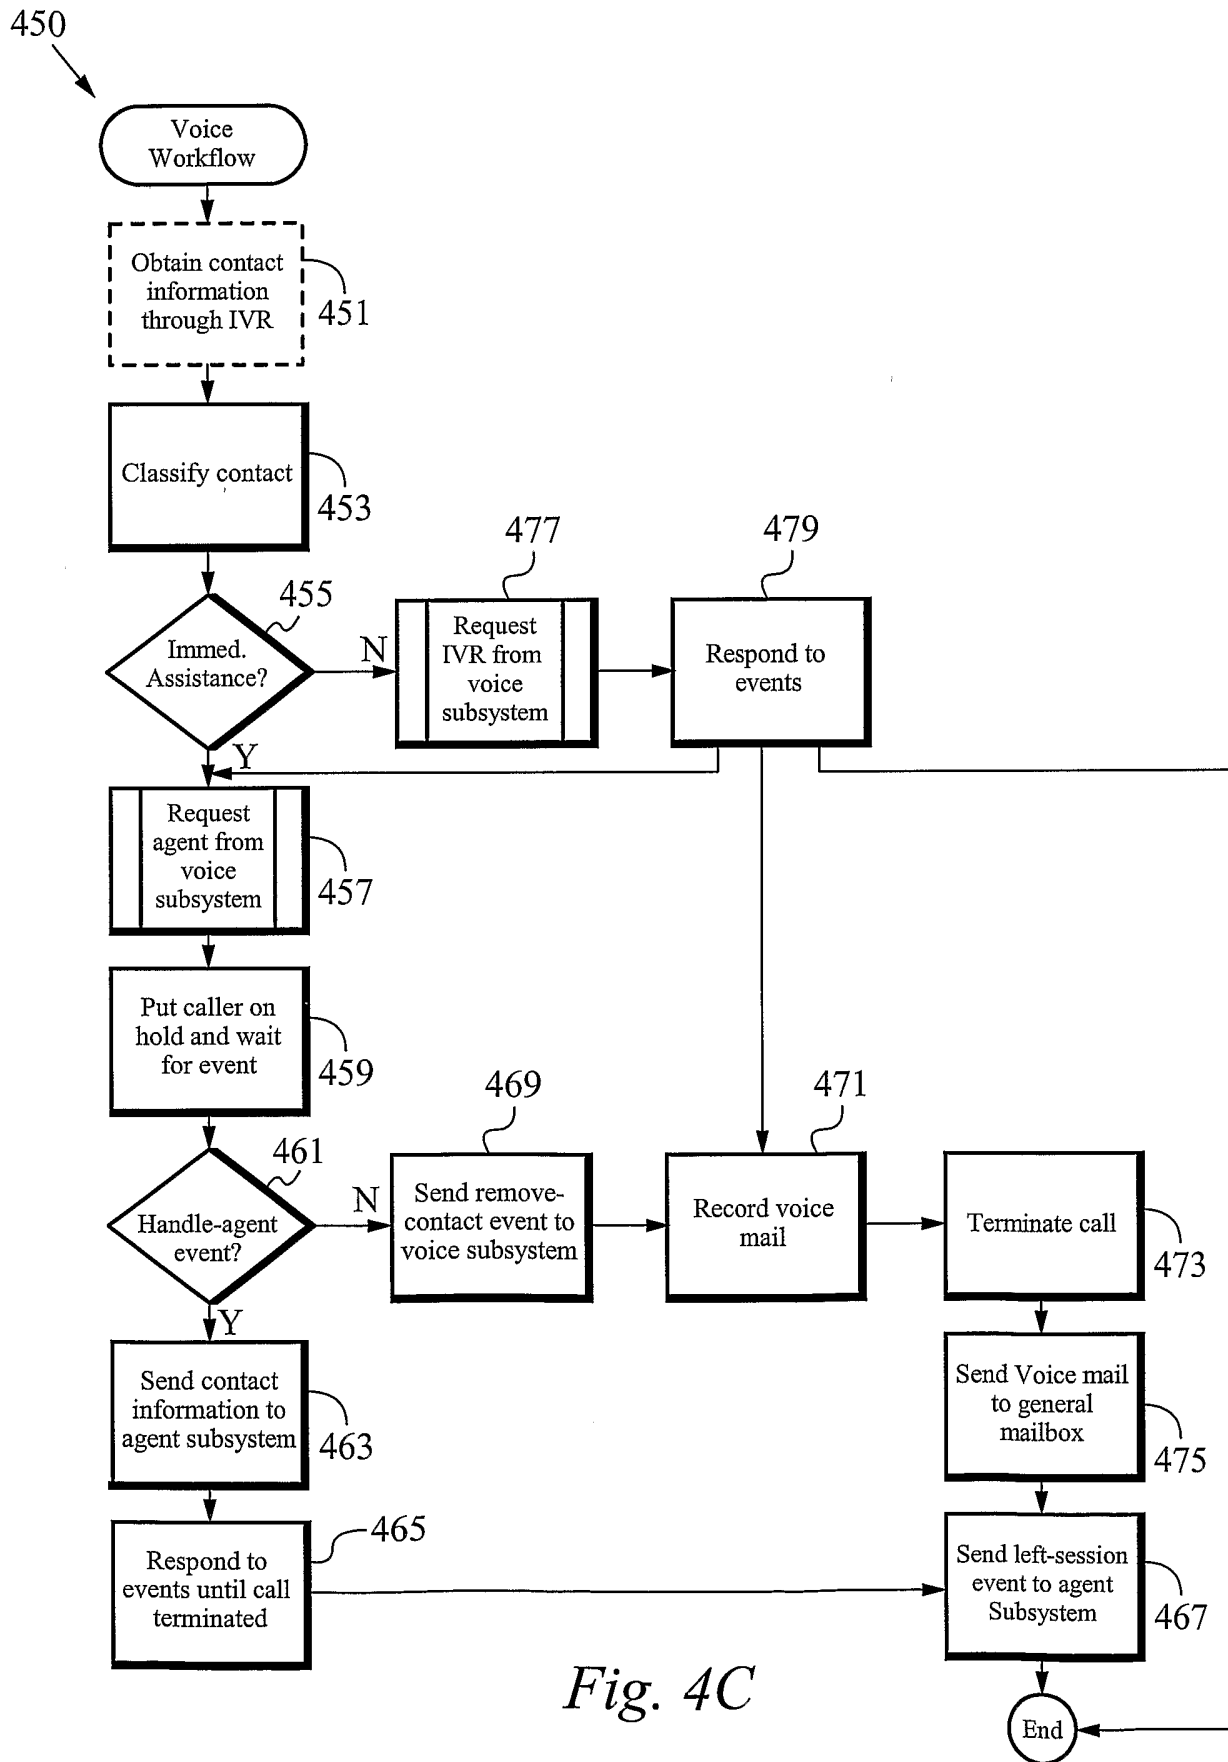 450
Voice
Workflow
Obtain contact
information
through IVR
451
Classify contact
453
477
479
455
Immed.
Assistance?
N
Request
IVR from
voice
subsystem
Respond to
events
Y
Request
agent from
voice
subsystem
457
Put caller on
hold and wait
for event
459
469
471
461
Handle-agent
event?
N
Send remove-
contact event to
voice subsystem
Record voice
mail
Terminate call
473
Y
Send contact
information to
agent subsystem
463
Send Voice mail
to general
mailbox
475
465
Respond to
events until call
terminated
Send left-session
event to agent
Subsystem
467
Fig. 4C
End